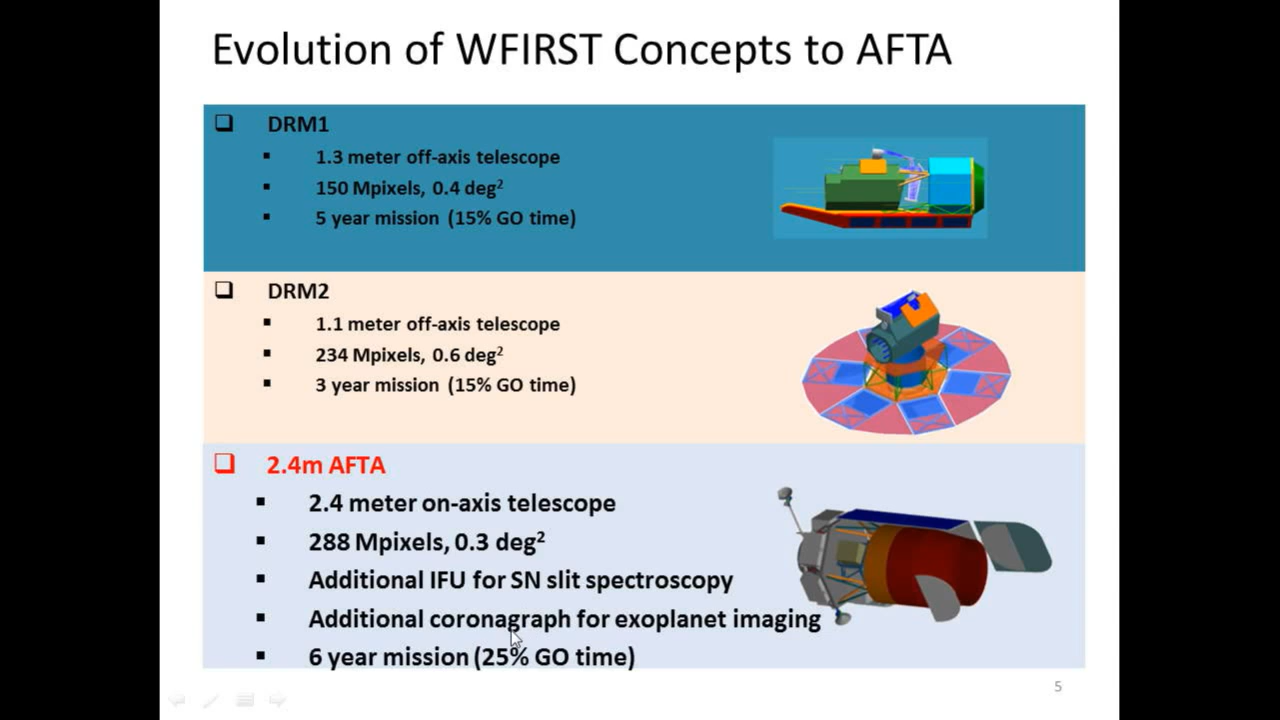 Evolution of WFIRST Concepts to AFTA
DRM1
1.3 meter off-axis telescope
150 Mpixels, 0.4 deg²
5 year mission (15% GO time)
DRM2
1.1 meter off-axis telescope
234 Mpixels, 0.6 deg²
3 year mission (15% GO time)
2.4m AFTA
2.4 meter on-axis telescope
288 Mpixels, 0.3 deg²
Additional IFU for SN slit spectroscopy
Additional coronagraph for exoplanet imaging
6 year mission (25% GO time)
5